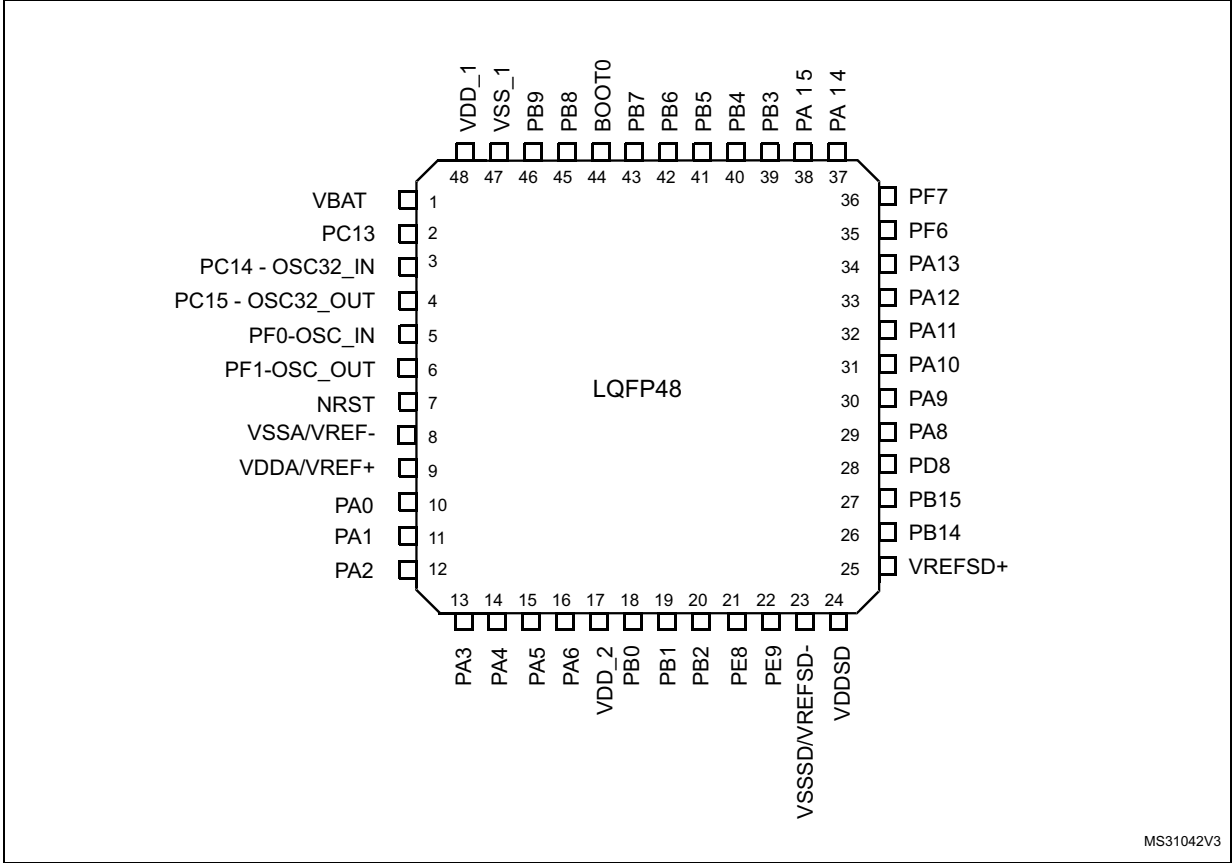 VDD_1
VSS_1
PB9
PB8
BOOT0
PB7
PB6
PB5
PB4
PB3
PA 15
PA 14
48 47 46 45 44 43 42 41 40 39 38 37
VBAT 1
PC13 2
PC14 - OSC32_IN 3
PC15 - OSC32_OUT 4
PF0-OSC_IN 5
PF1-OSC_OUT 6
NRST 7
VSSA/VREF- 8
VDDA/VREF+ 9
PA0 10
PA1 11
PA2 12
LQFP48
36 PF7
35 PF6
34 PA13
33 PA12
32 PA11
31 PA10
30 PA9
29 PA8
28 PD8
27 PB15
26 PB14
25 VREFSD+
13 14 15 16 17 18 19 20 21 22 23 24
PA3
PA4
PA5
PA6
VDD_2
PB0
PB1
PB2
PE8
PE9
VSSSD/VREFSD-
VDDSD
MS31042V3